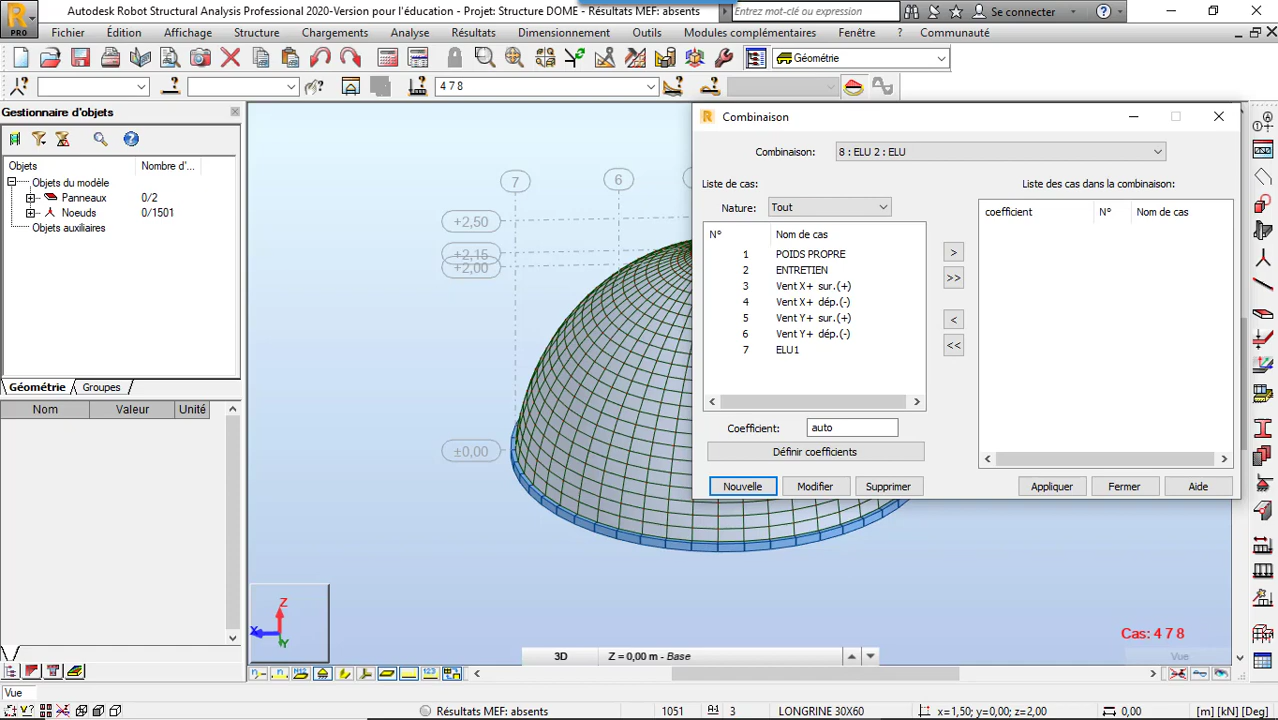 Autodesk Robot Structural Analysis Professional 2020-Version pour l'éducation - Projet: Structure DOME - Résultats MEF: absents
Entrez mot-clé ou expression
Se connecter
?
PRO
Fichier Édition Affichage Structure Chargements Analyse Résultats Dimensionnement Outils Modules complémentaires Fenêtre ? Communauté
Géométrie
4 7 8
Gestionnaire d'objets
Objets Nombre d'...
Objets du modèle
Panneaux 0/2
Noeuds 0/1501
Objets auxiliaires
Géométrie Groupes
Nom Valeur Unité
7
6
+2,50
+2,15
+2,00
±0,00
Combinaison
Combinaison: 8 : ELU 2 : ELU
Liste de cas:
Liste des cas dans la combinaison:
Nature: Tout
N° Nom de cas
1 POIDS PROPRE
2 ENTRETIEN
3 Vent X+ sur.(+)
4 Vent X+ dép.(-)
5 Vent Y+ sur.(+)
6 Vent Y+ dép.(-)
7 ELU1
>
>>
<
<<
coefficient N° Nom de cas
Coefficient: auto
Définir coefficients
Nouvelle Modifier Supprimer Appliquer Fermer Aide
Z
X
Y
Cas: 4 7 8
3D Z = 0,00 m - Base
Vue
Vue
Résultats MEF: absents 1051 3 LONGRINE 30X60 x=1,50; y=0,00; z=2,00 0,00 [m] [kN] [Deg]